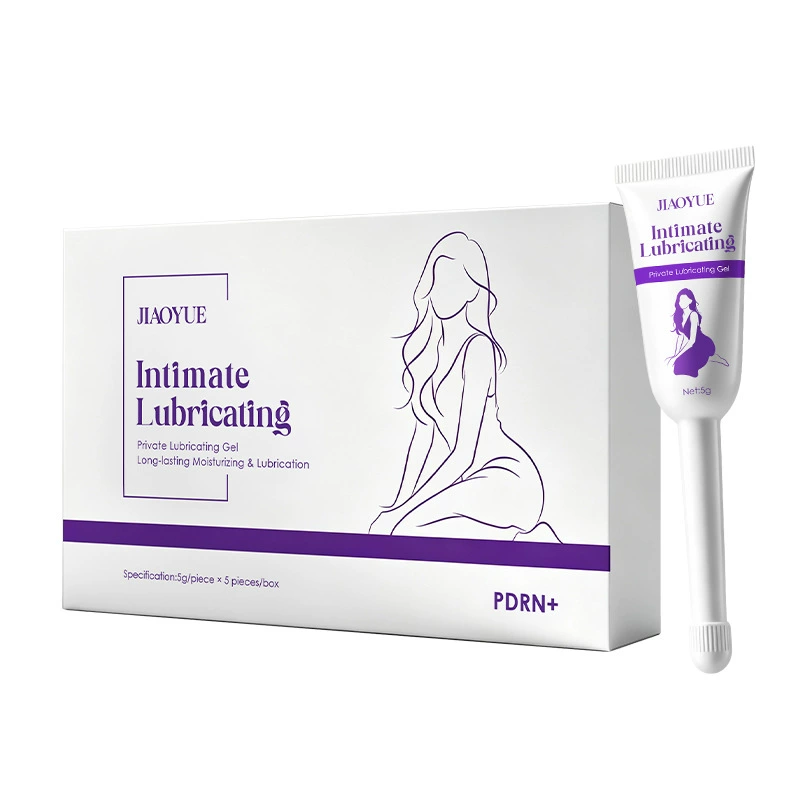 JIAOYUE
Intimate
Lubricating
Private Lubricating Gel
Long-lasting Moisturizing & Lubrication
Specification:5g/piece × 5 pieces/box
PDRN+
JIAOYUE
Intimate
Lubricating
Private Lubricating Gel
Net:5g